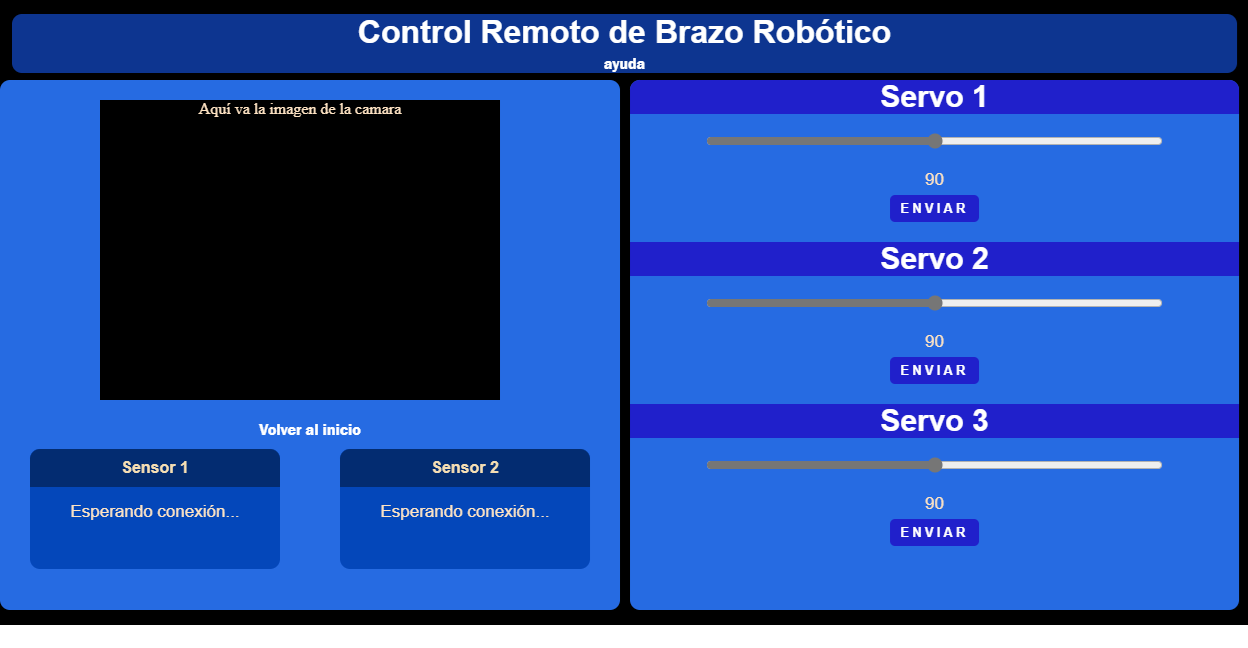 Control Remoto de Brazo Robótico
ayuda
Aquí va la imagen de la camara
Volver al inicio
Sensor 1
Esperando conexión...
Sensor 2
Esperando conexión...
Servo 1
90
ENVIAR
Servo 2
90
ENVIAR
Servo 3
90
ENVIAR